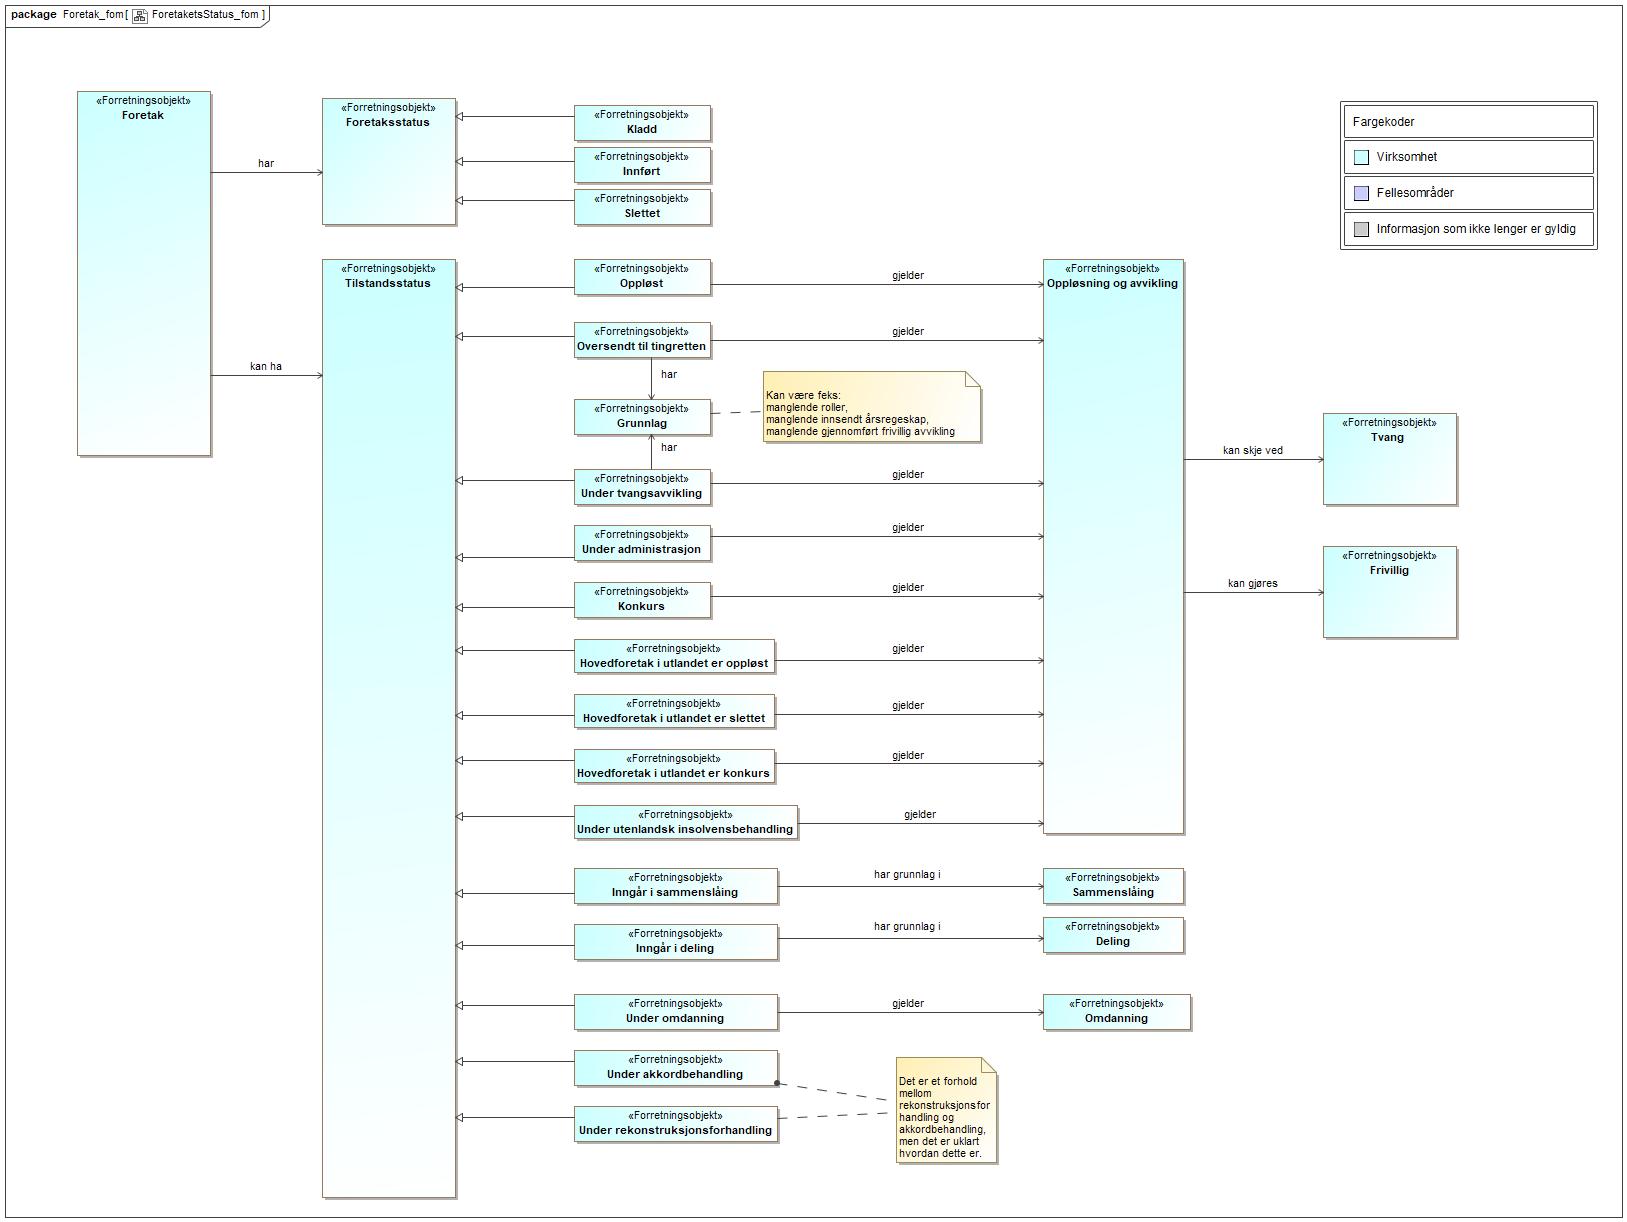 package Foretak_fom[ ForetaketsStatus_fom ]
«Forretningsobjekt»
Foretak
har
kan ha
«Forretningsobjekt»
Foretaksstatus
«Forretningsobjekt»
Kladd
«Forretningsobjekt»
Innført
«Forretningsobjekt»
Slettet
Fargekoder
Virksomhet
Fellesområder
Informasjon som ikke lenger er gyldig
«Forretningsobjekt»
Tilstandsstatus
«Forretningsobjekt»
Oppløst
gjelder
«Forretningsobjekt»
Oppløsning og avvikling
«Forretningsobjekt»
Oversendt til tingretten
gjelder
har
«Forretningsobjekt»
Grunnlag
Kan være feks:
manglende roller,
manglende innsendt årsregeskap,
manglende gjennomført frivillig avvikling
har
«Forretningsobjekt»
Under tvangsavvikling
gjelder
kan skje ved
«Forretningsobjekt»
Tvang
«Forretningsobjekt»
Under administrasjon
gjelder
«Forretningsobjekt»
Konkurs
gjelder
kan gjøres
«Forretningsobjekt»
Frivillig
«Forretningsobjekt»
Hovedforetak i utlandet er oppløst
gjelder
«Forretningsobjekt»
Hovedforetak i utlandet er slettet
gjelder
«Forretningsobjekt»
Hovedforetak i utlandet er konkurs
gjelder
«Forretningsobjekt»
Under utenlandsk insolvensbehandling
gjelder
«Forretningsobjekt»
Inngår i sammenslåing
har grunnlag i
«Forretningsobjekt»
Sammenslåing
«Forretningsobjekt»
Inngår i deling
har grunnlag i
«Forretningsobjekt»
Deling
«Forretningsobjekt»
Under omdanning
gjelder
«Forretningsobjekt»
Omdanning
«Forretningsobjekt»
Under akkordbehandling
«Forretningsobjekt»
Under rekonstruksjonsforhandling
Det er et forhold
mellom
rekonstruksjonsfor
handling og
akkordbehandling,
men det er uklart
hvordan dette er.